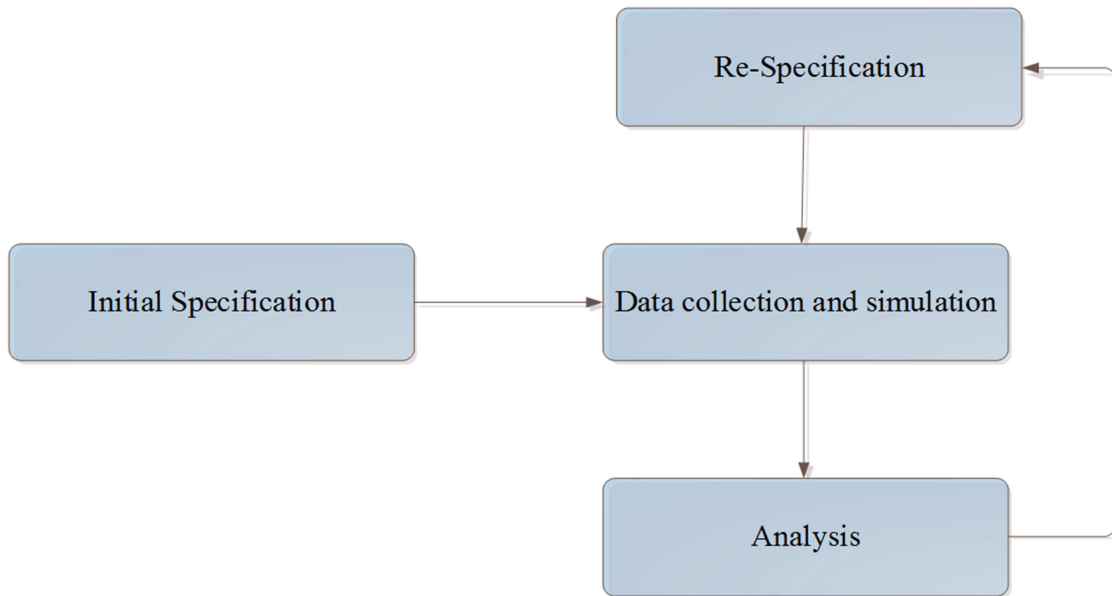 Re-Specification
Initial Specification
Data collection and simulation
Analysis